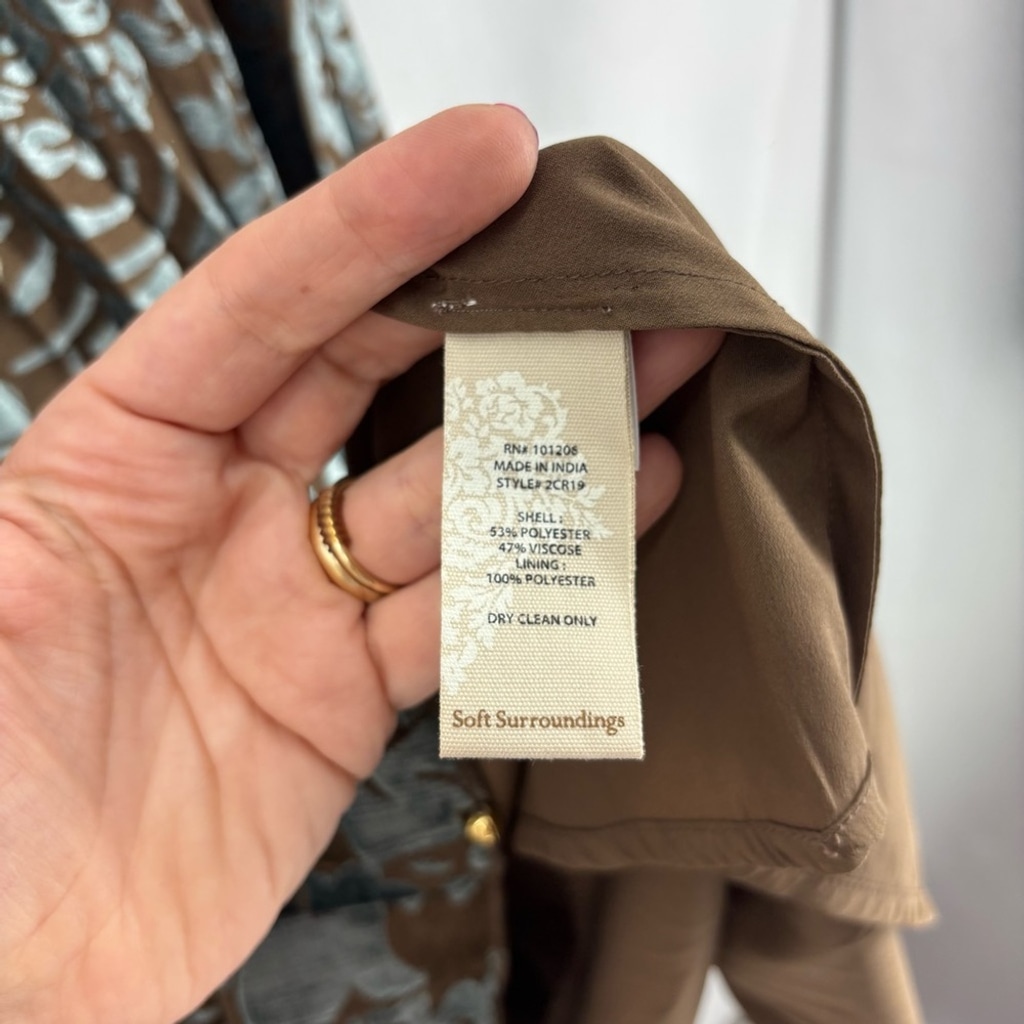 RN# 101206
MADE IN INDIA
STYLE# 2CR19
SHELL :
53% POLYESTER
47% VISCOSE
LINING :
100% POLYESTER
DRY CLEAN ONLY
Soft Surroundings